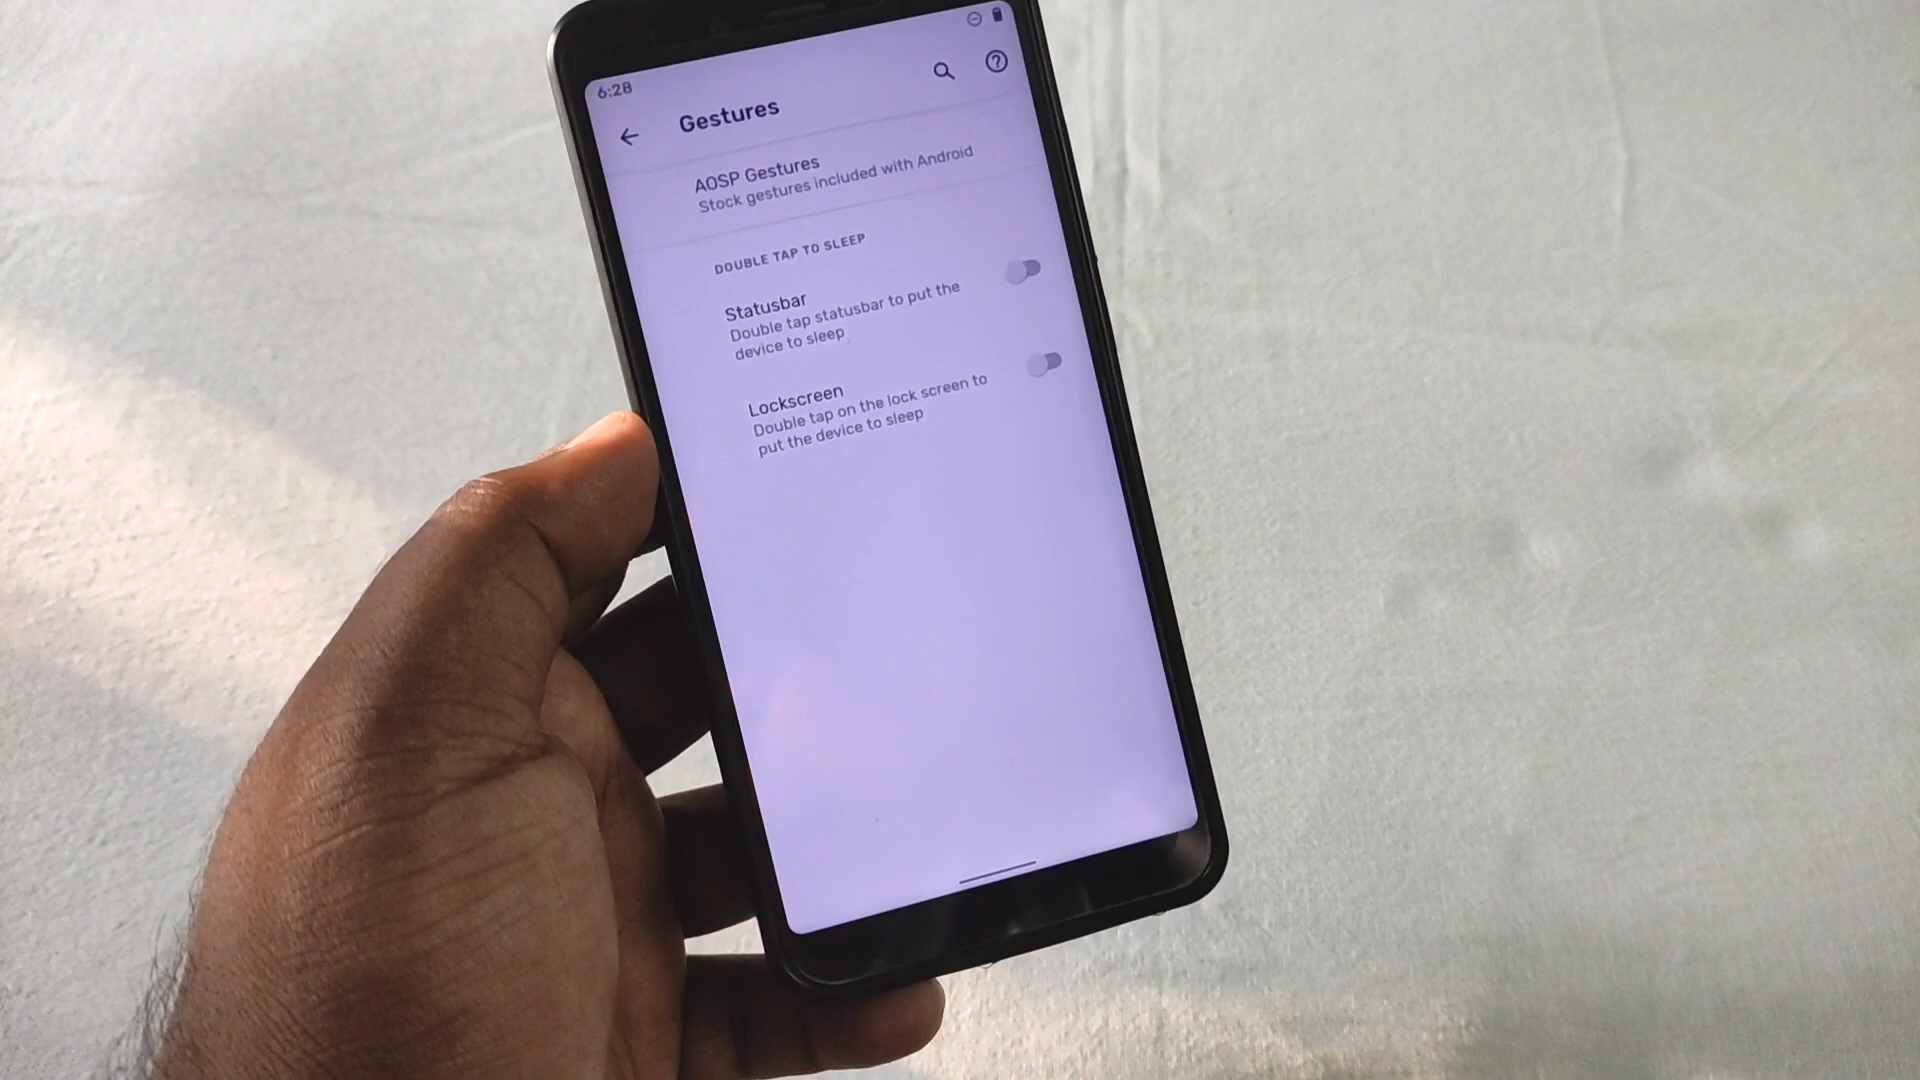 6:28
Gestures
AOSP Gestures
Stock gestures included with Android
DOUBLE TAP TO SLEEP
Statusbar
Double tap statusbar to put the
device to sleep
Lockscreen
Double tap on the lock screen to
put the device to sleep